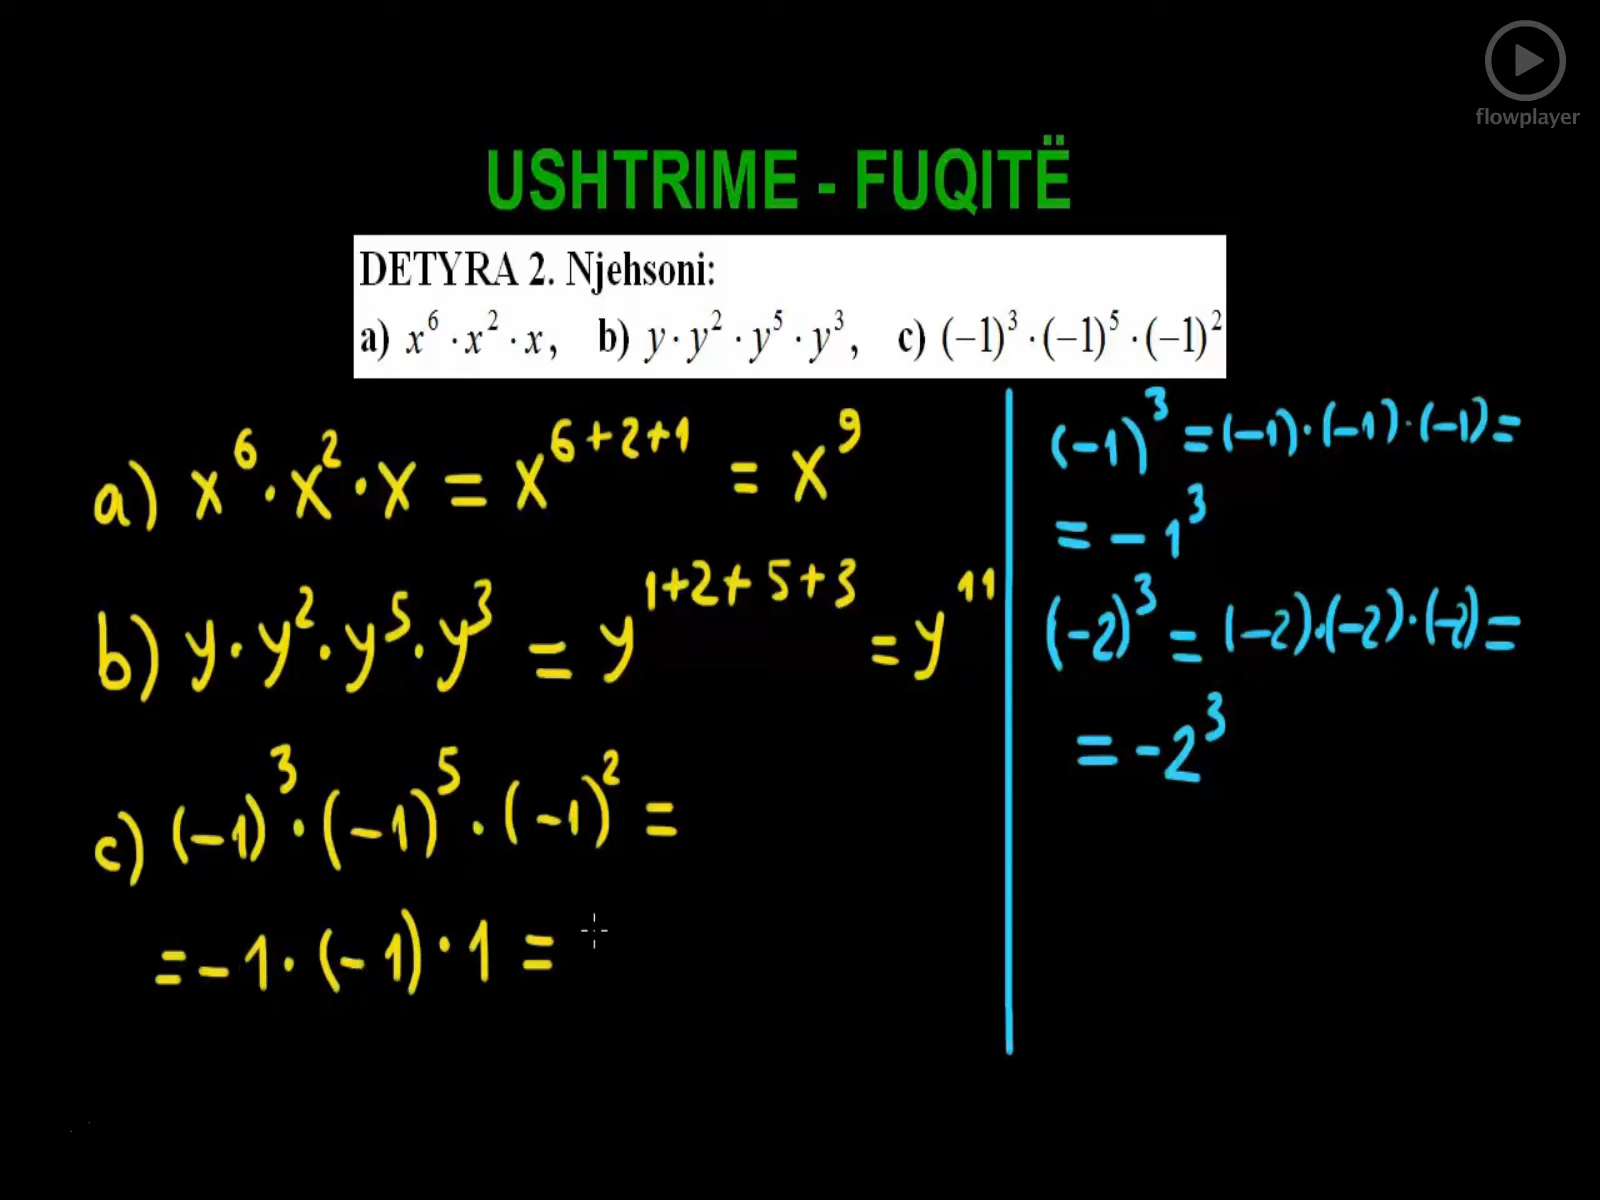 flowplayer
USHTRIME - FUQITË
DETYRA 2. Njehsoni:
a) x⁶ · x² · x, b) y · y² · y⁵ · y³, c) (−1)³ · (−1)⁵ · (−1)²
a) x⁶ · x² · x = x⁶⁺²⁺¹ = x⁹
b) y · y² · y⁵ · y³ = y¹⁺²⁺⁵⁺³ = y¹¹
c) (−1)³ · (−1)⁵ · (−1)² =
= −1 · (−1) · 1 =
(−1)³ = (−1) · (−1) · (−1) =
= − 1³
(−2)³ = (−2) · (−2) · (−2) =
= −2³